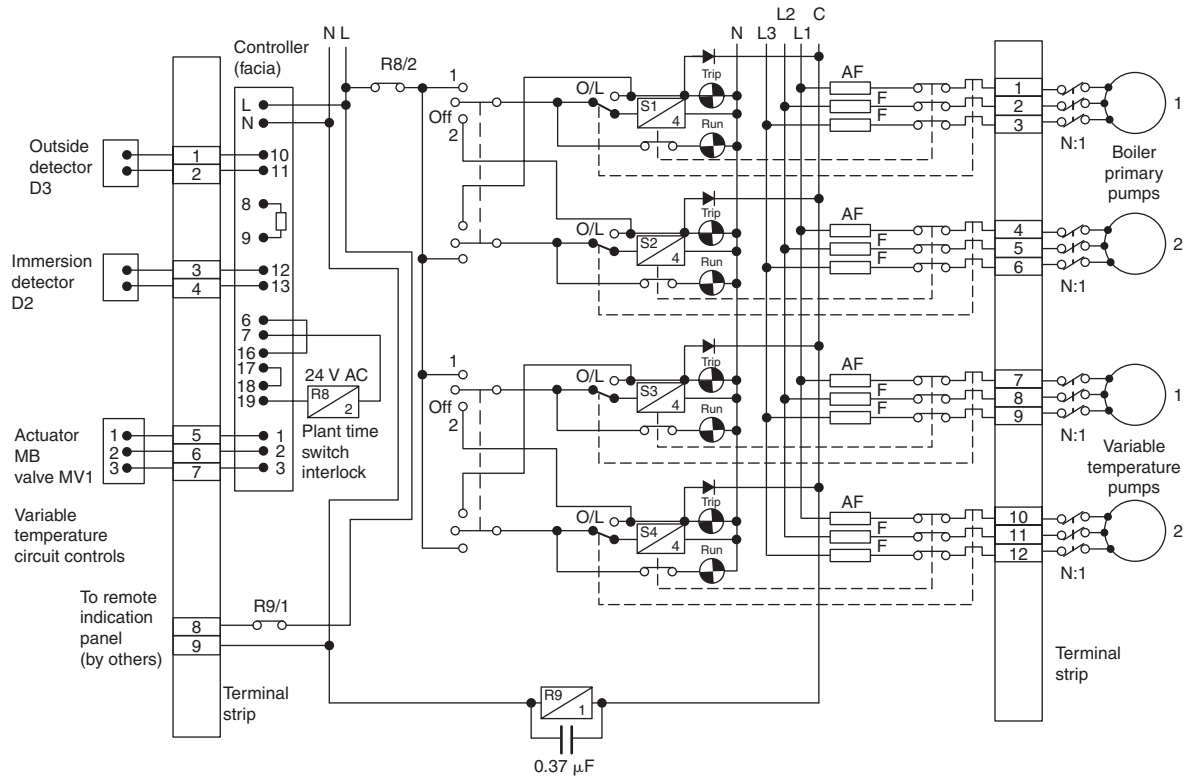 L2
N L
N
L3
L1
C
Controller
(facia)
R8/2
1
O/L
Trip
S1
4
Run
AF
F
F
1
2
3
N:1
1
Boiler
primary
pumps
L
N
Off
2
Outside
detector
D3
1
2
10
11
8
9
Trip
O/L
S2
4
Run
AF
F
F
4
5
6
N:1
2
Immersion
detector
D2
3
4
12
13
6
7
16
17
18
19
24 V AC
R8
2
Plant time
switch
interlock
1
Off
2
O/L
Trip
S3
4
Run
AF
F
F
7
8
9
N:1
1
Variable
temperature
pumps
Actuator
MB
valve MV1
1
2
3
5
6
7
1
2
3
Trip
O/L
S4
4
Run
AF
F
F
10
11
12
N:1
2
Variable
temperature
circuit controls
To remote
indication
panel
(by others)
R9/1
8
9
Terminal
strip
Terminal
strip
R9
1
0.37 μF